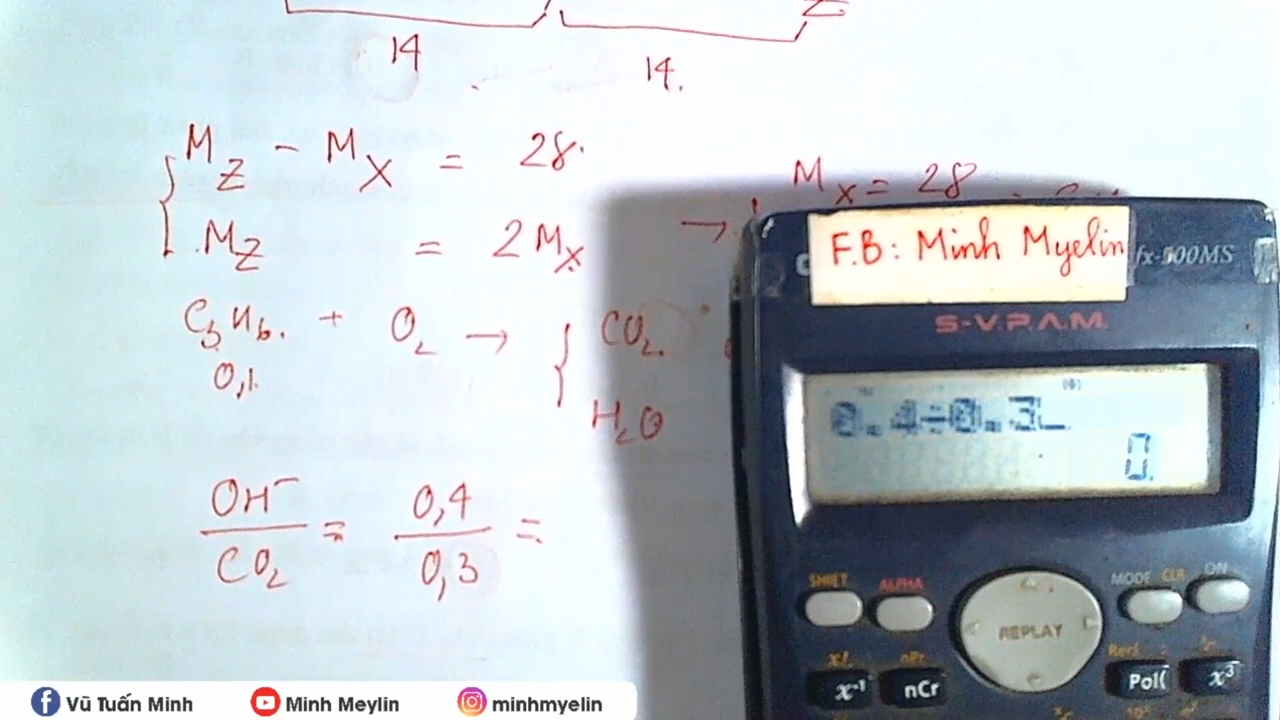 14
14.
M_Z - M_X = 28.
M_Z = 2M_X
→ M_X = 28
C₃H₆. + O₂ → { CO₂.
0,1.
H₂O
OH⁻/CO₂ = 0,4/0,3 =
F.B: Minh Myelin
fx-500MS
S-V.P.A.M.
0.4÷0.3
0.
SHIFT ALPHA MODE CLR ON
REPLAY
x! nPr Rec(
x⁻¹ nCr Pol( x³
Vũ Tuấn Minh Minh Meylin minhmyelin